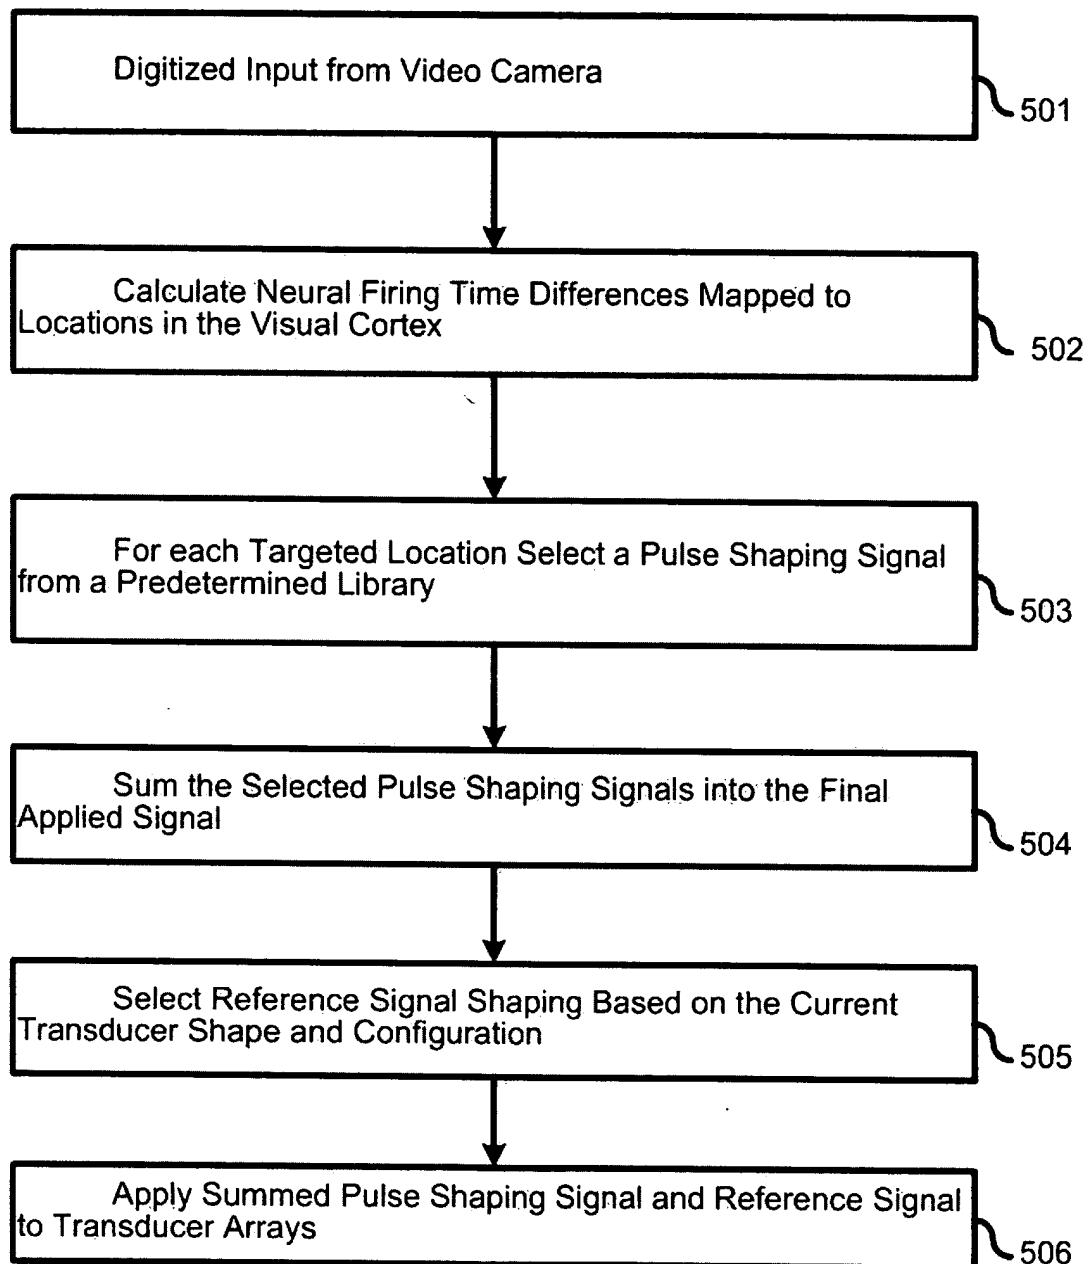 Digitized Input from Video Camera
501
Calculate Neural Firing Time Differences Mapped to
Locations in the Visual Cortex
502
For each Targeted Location Select a Pulse Shaping Signal
from a Predetermined Library
503
Sum the Selected Pulse Shaping Signals into the Final
Applied Signal
504
Select Reference Signal Shaping Based on the Current
Transducer Shape and Configuration
505
Apply Summed Pulse Shaping Signal and Reference Signal
to Transducer Arrays
506